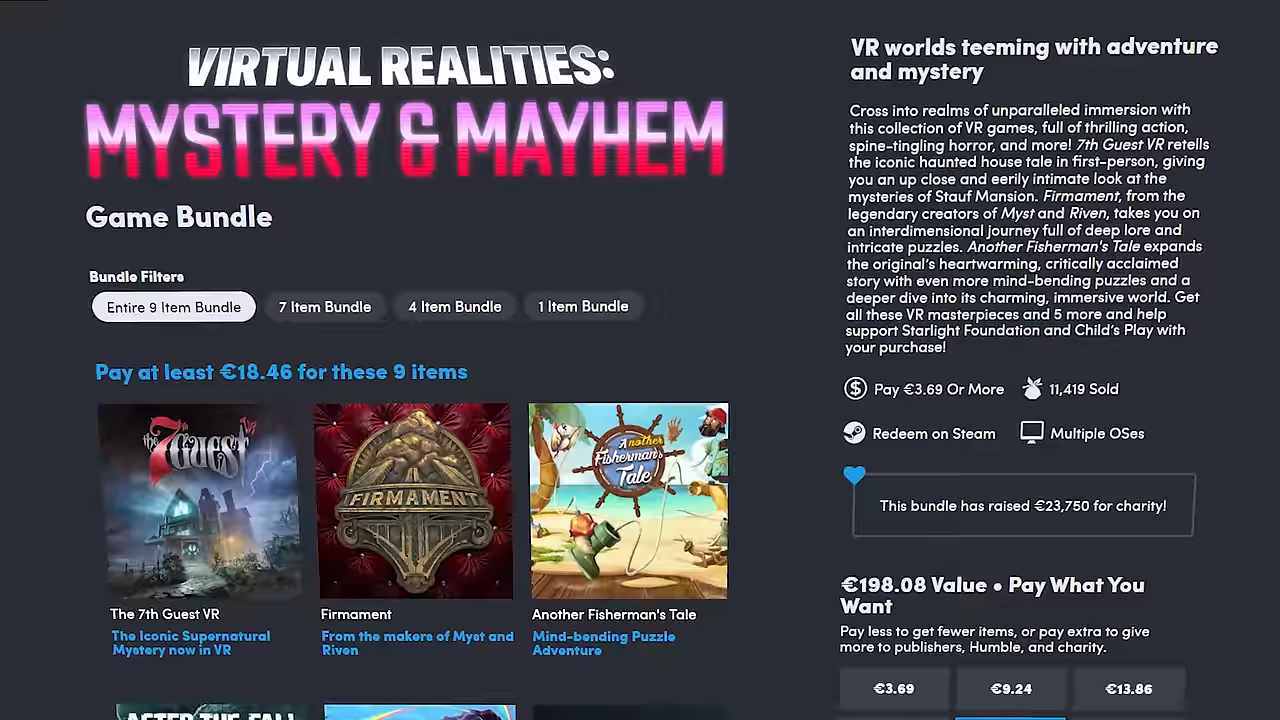 VIRTUAL REALITIES:
MYSTERY & MAYHEM
Game Bundle
Bundle Filters
Entire 9 Item Bundle
7 Item Bundle
4 Item Bundle
1 Item Bundle
Pay at least €18.46 for these 9 items
the 7th Guest VR
FIRMAMENT
Another
Fisherman's
Tale
The 7th Guest VR
The Iconic Supernatural
Mystery now in VR
Firmament
From the makers of Myst and
Riven
Another Fisherman's Tale
Mind-bending Puzzle
Adventure
AFTER THE FALL
VR worlds teeming with adventure
and mystery
Cross into realms of unparalleled immersion with
this collection of VR games, full of thrilling action,
spine-tingling horror, and more! 7th Guest VR retells
the iconic haunted house tale in first-person, giving
you an up close and eerily intimate look at the
mysteries of Stauf Mansion. Firmament, from the
legendary creators of Myst and Riven, takes you on
an interdimensional journey full of deep lore and
intricate puzzles. Another Fisherman's Tale expands
the original's heartwarming, critically acclaimed
story with even more mind-bending puzzles and a
deeper dive into its charming, immersive world. Get
all these VR masterpieces and 5 more and help
support Starlight Foundation and Child's Play with
your purchase!
Pay €3.69 Or More
11,419 Sold
Redeem on Steam
Multiple OSes
This bundle has raised €23,750 for charity!
€198.08 Value • Pay What You
Want
Pay less to get fewer items, or pay extra to give
more to publishers, Humble, and charity.
€3.69
€9.24
€13.86